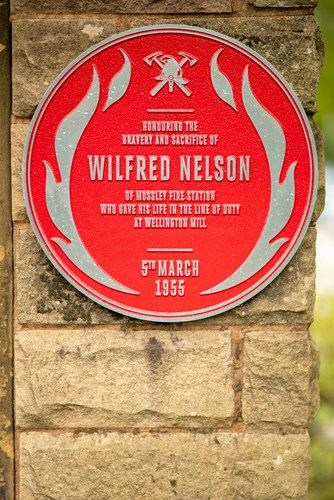 HONOURING THE
BRAVERY AND SACRIFICE OF
WILFRED NELSON
OF MOSSLEY FIRE STATION
WHO GAVE HIS LIFE IN THE LINE OF DUTY
AT WELLINGTON MILL
5TH MARCH
1955